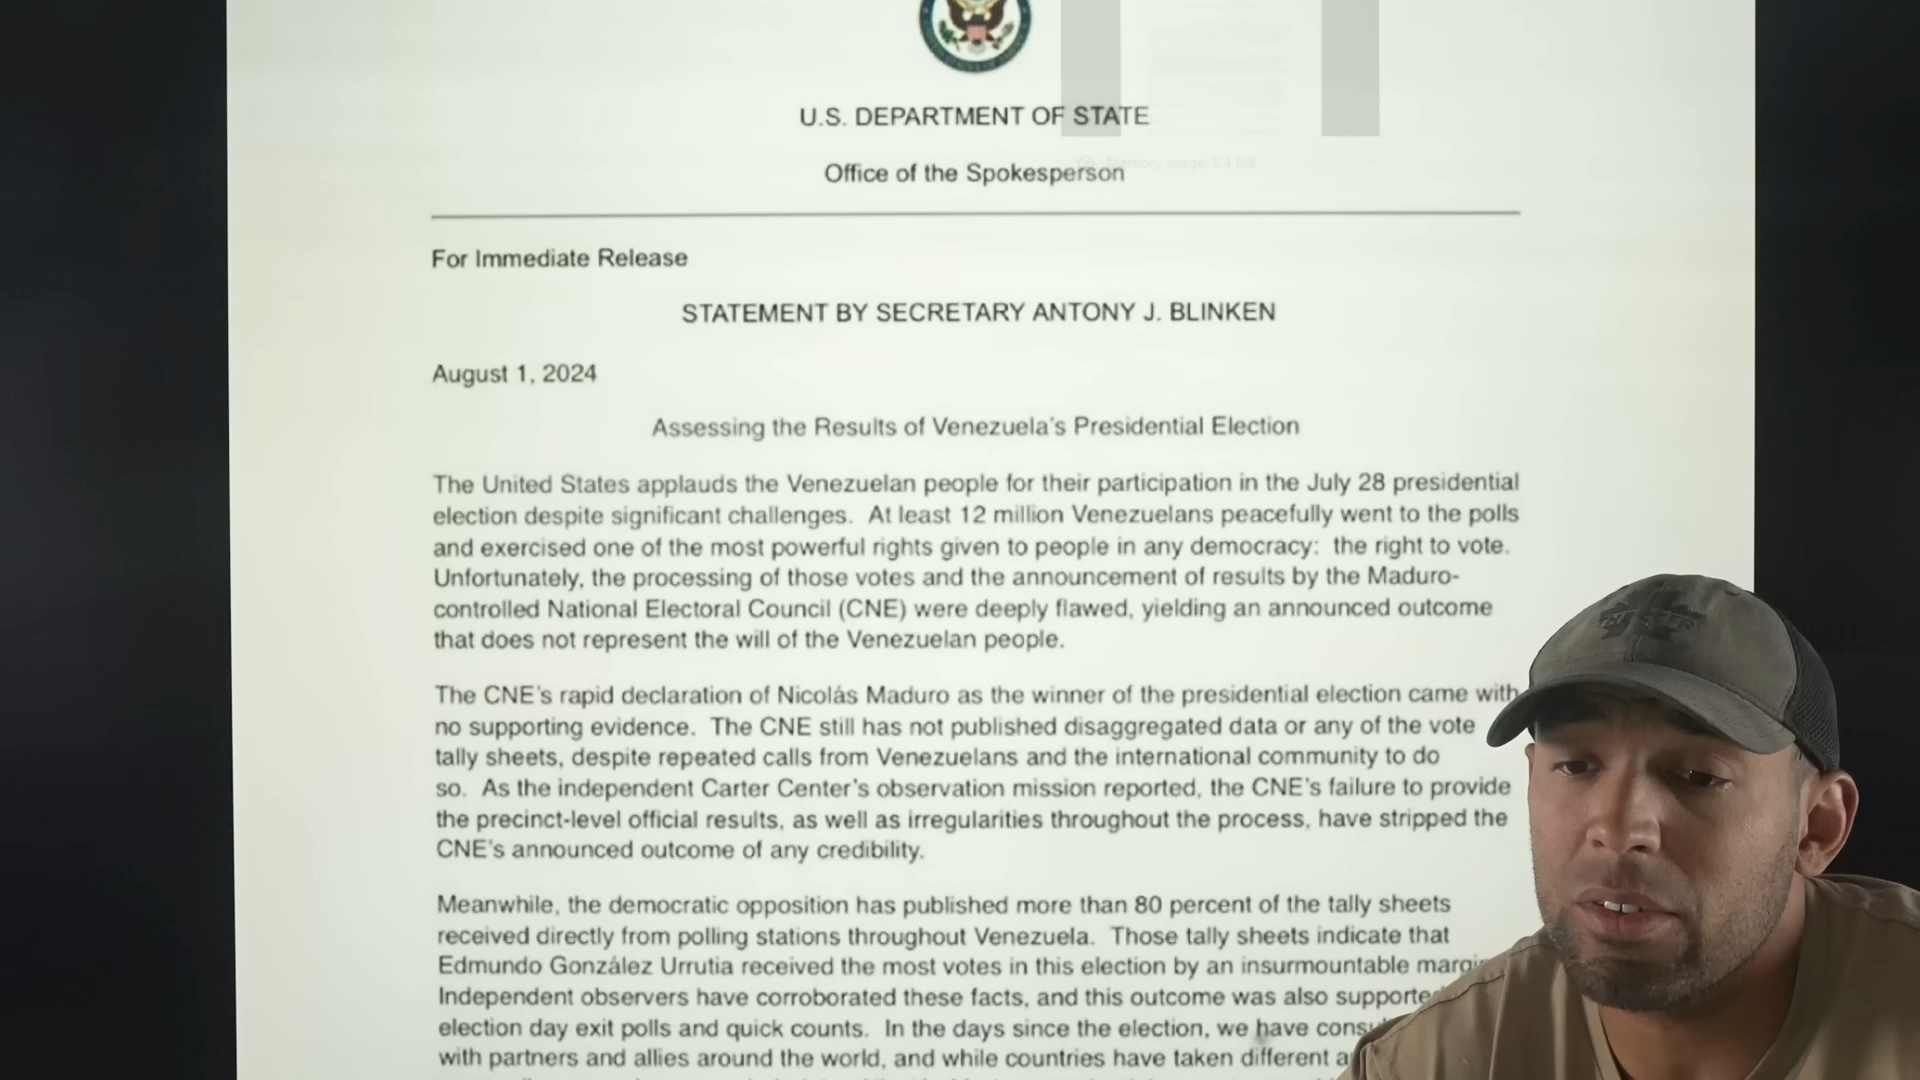 U.S. DEPARTMENT OF STATE
Memory usage:
Office of the Spokesperson
For Immediate Release
STATEMENT BY SECRETARY ANTONY J. BLINKEN
August 1, 2024
Assessing the Results of Venezuela's Presidential Election
The United States applauds the Venezuelan people for their participation in the July 28 presidential
election despite significant challenges. At least 12 million Venezuelans peacefully went to the polls
and exercised one of the most powerful rights given to people in any democracy: the right to vote.
Unfortunately, the processing of those votes and the announcement of results by the Maduro-
controlled National Electoral Council (CNE) were deeply flawed, yielding an announced outcome
that does not represent the will of the Venezuelan people.
The CNE's rapid declaration of Nicolás Maduro as the winner of the presidential election came with
no supporting evidence. The CNE still has not published disaggregated data or any of the vote
tally sheets, despite repeated calls from Venezuelans and the international community to do
so. As the independent Carter Center's observation mission reported, the CNE's failure to provide
the precinct-level official results, as well as irregularities throughout the process, have stripped the
CNE's announced outcome of any credibility.
Meanwhile, the democratic opposition has published more than 80 percent of the tally sheets
received directly from polling stations throughout Venezuela. Those tally sheets indicate that
Edmundo González Urrutia received the most votes in this election by an insurmountable
Independent observers have corroborated these facts, and this outcome was also
election day exit polls and quick counts. In the days since the election, we have
with partners and allies around the world, and while countries have taken different